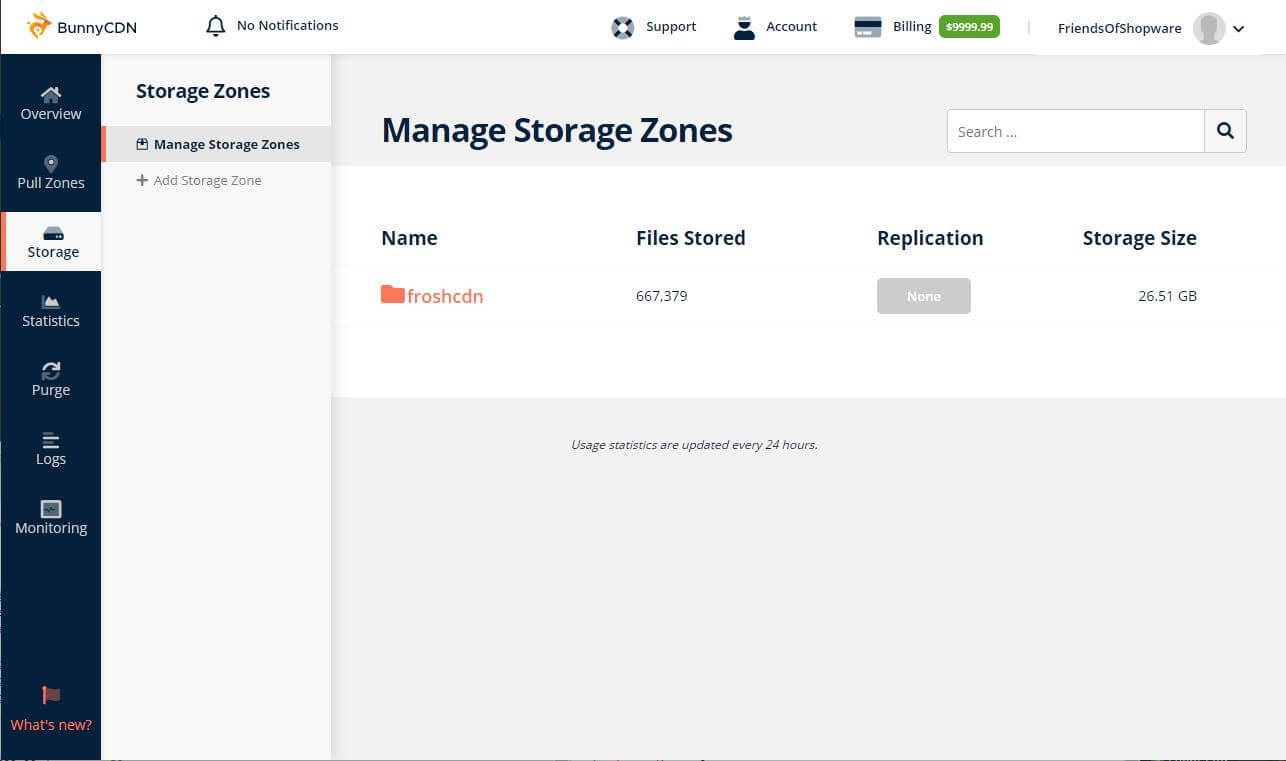 BunnyCDN
No Notifications
Support
Account
Billing $9999.99
FriendsOfShopware
Overview
Pull Zones
Storage
Statistics
Purge
Logs
Monitoring
What's new?
Storage Zones
Manage Storage Zones
Add Storage Zone
Manage Storage Zones
Search ...
Name Files Stored Replication Storage Size
froshcdn 667,379 None 26.51 GB
Usage statistics are updated every 24 hours.